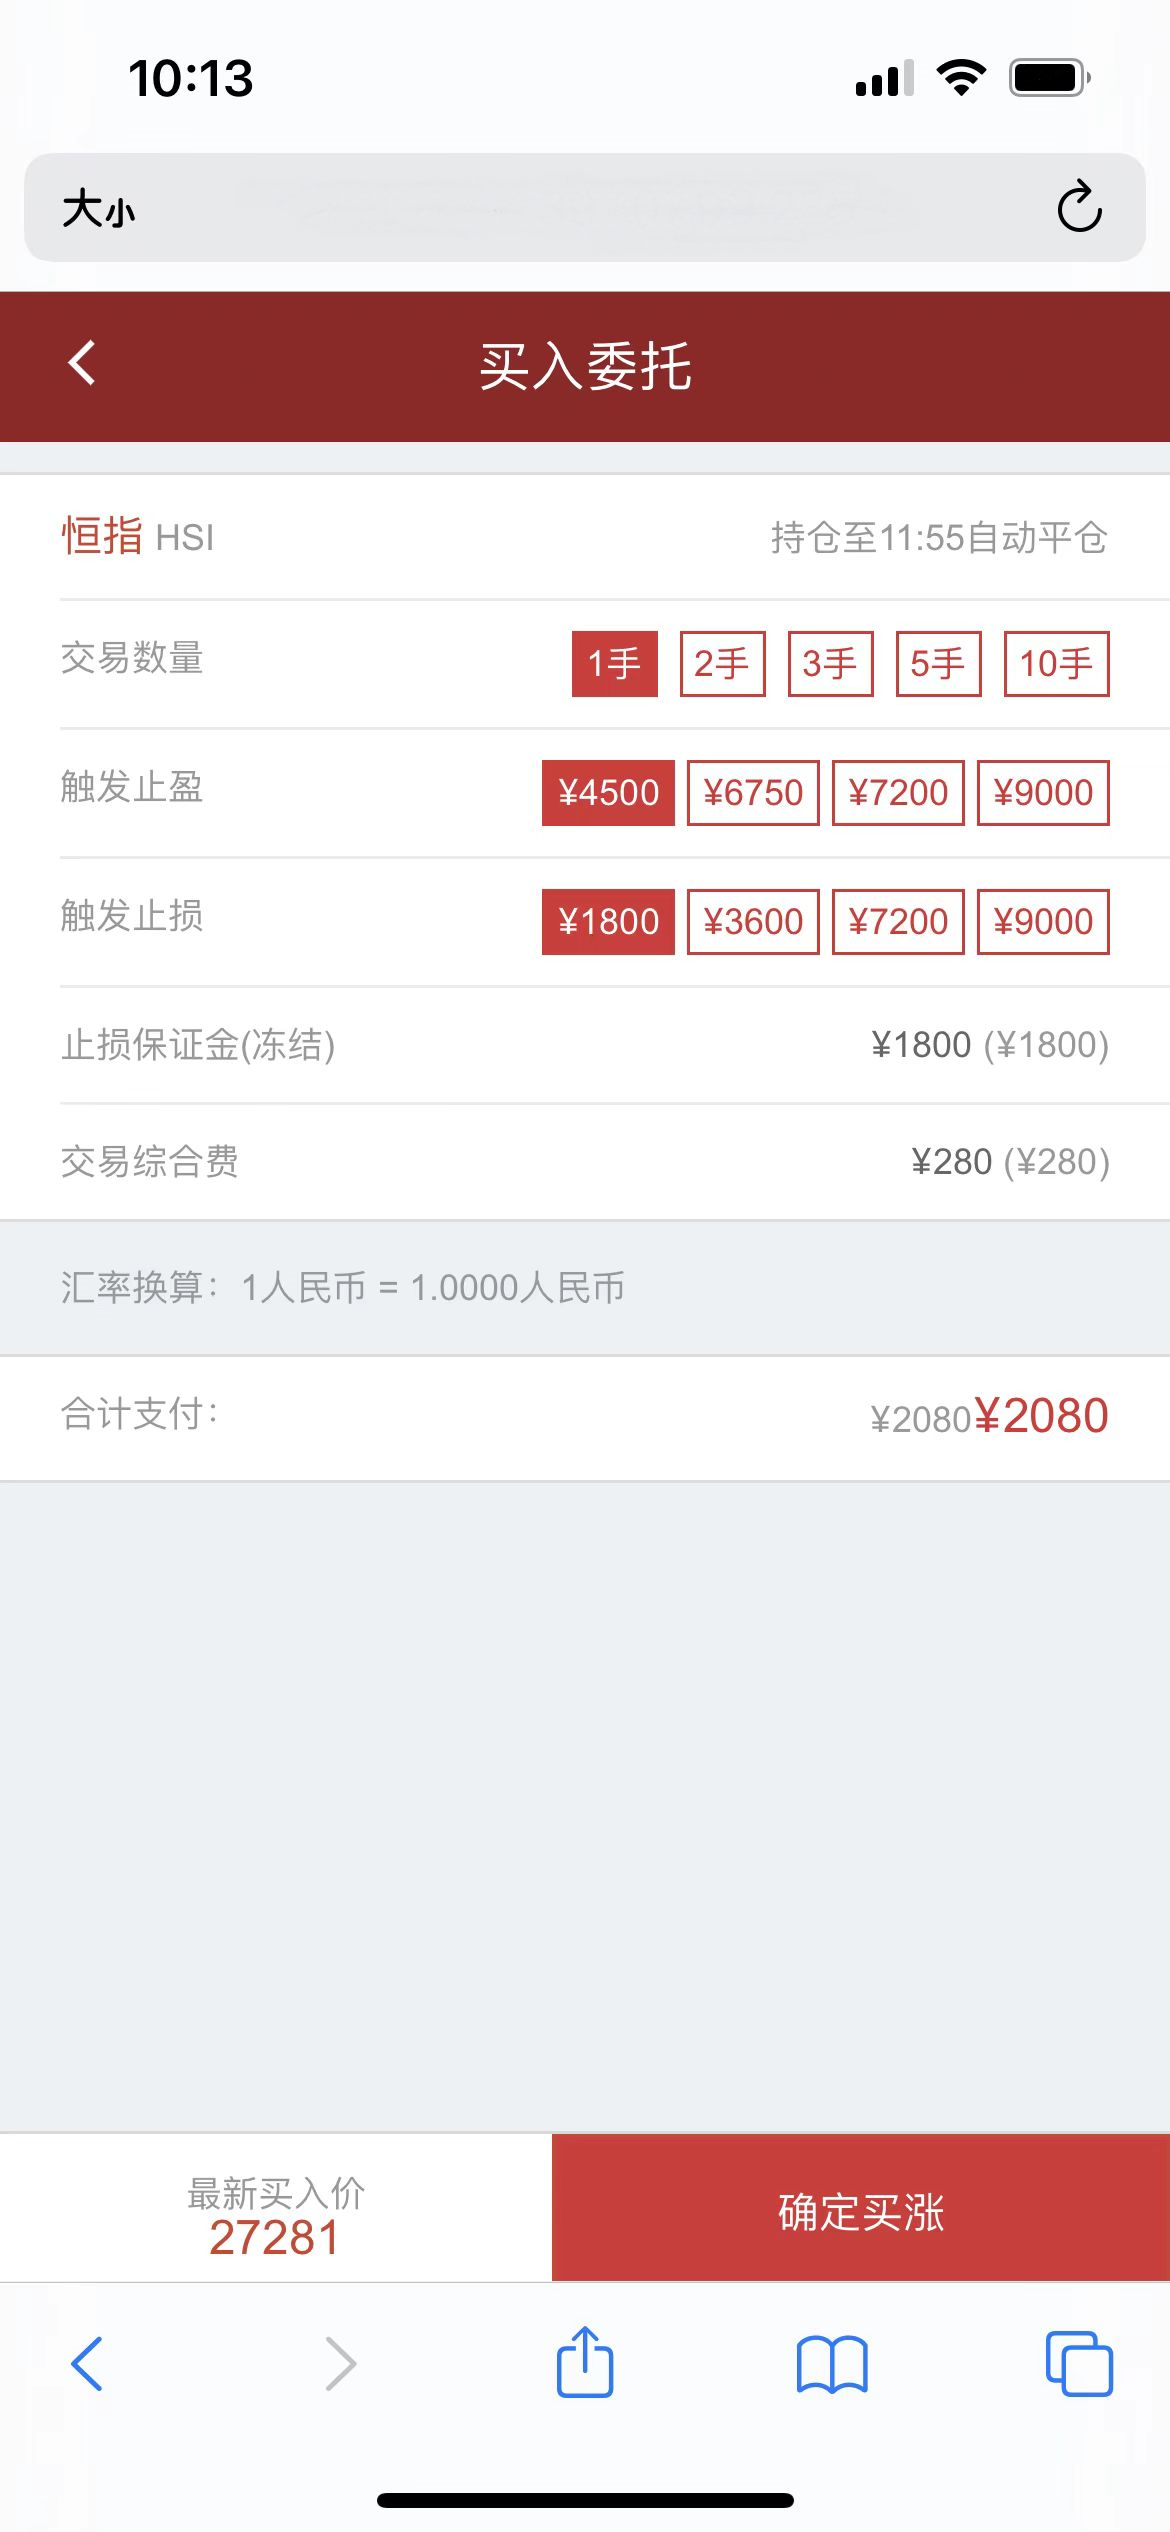 10:13
大小
买入委托
恒指 HSI 持仓至11:55自动平仓
交易数量 1手 2手 3手 5手 10手
触发止盈 ¥4500 ¥6750 ¥7200 ¥9000
触发止损 ¥1800 ¥3600 ¥7200 ¥9000
止损保证金(冻结) ¥1800 (¥1800)
交易综合费 ¥280 (¥280)
汇率换算：1人民币 = 1.0000人民币
合计支付： ¥2080¥2080
最新买入价
27281
确定买涨